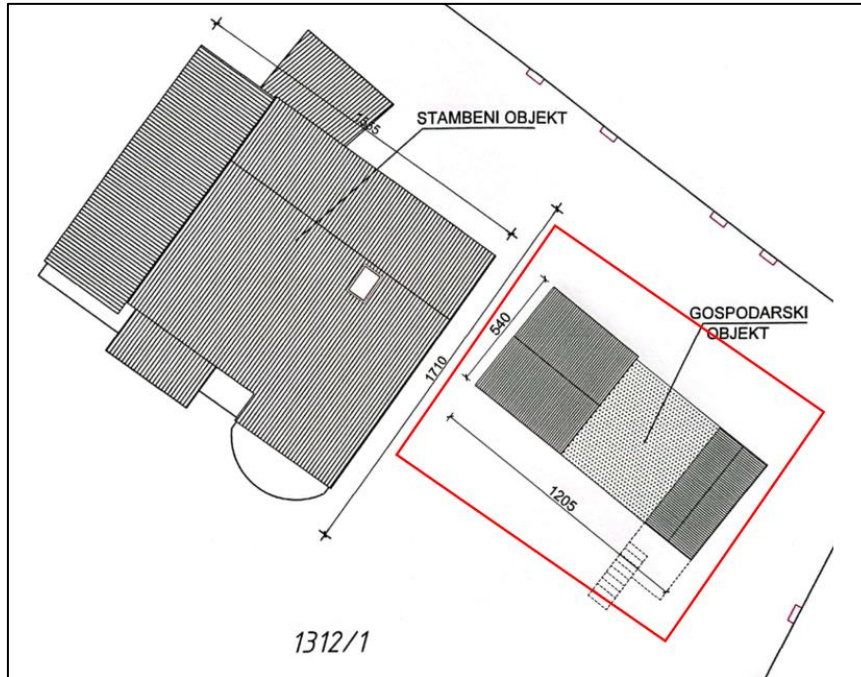 STAMBENI OBJEKT
GOSPODARSKI
OBJEKT
540
1710
1205
1312/1